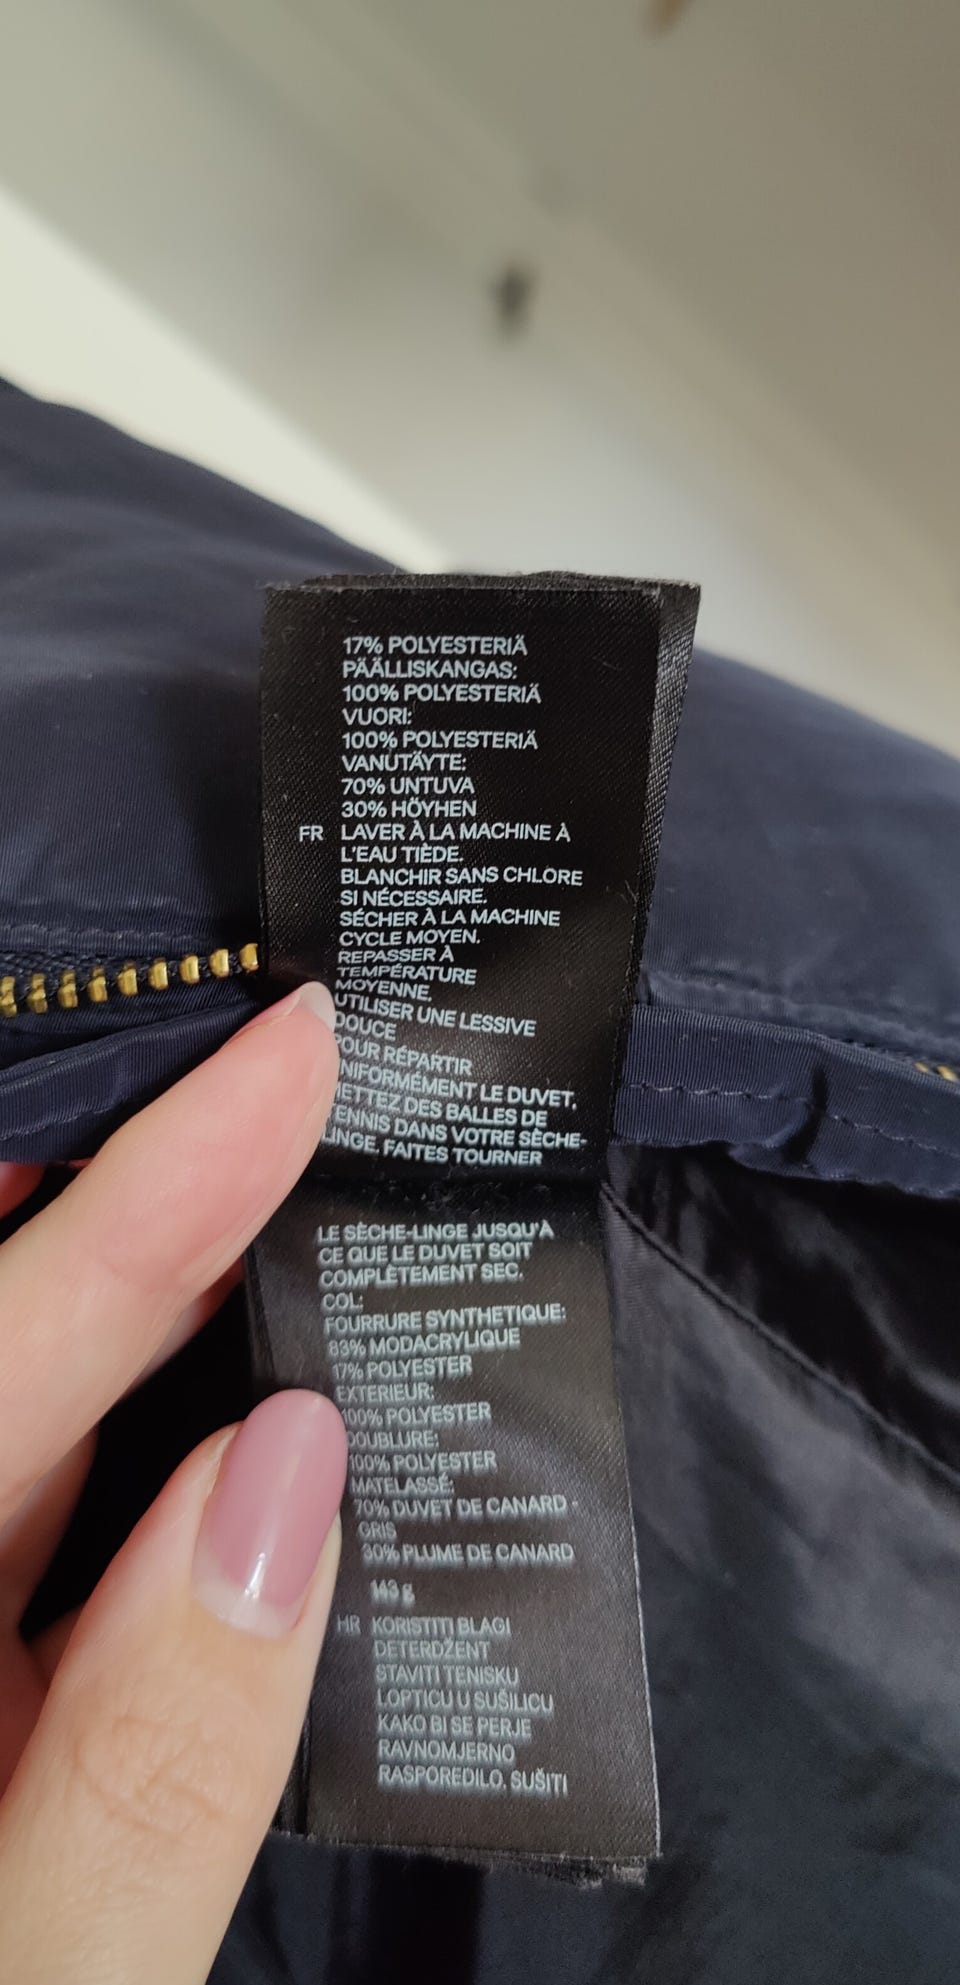 17% POLYESTERIÄ
PÄÄLLISKANGAS:
100% POLYESTERIÄ
VUORI:
100% POLYESTERIÄ
VANUTÄYTE:
70% UNTUVA
30% HÖYHEN
FR LAVER À LA MACHINE À
L'EAU TIÈDE.
BLANCHIR SANS CHLORE
SI NÉCESSAIRE.
SÉCHER À LA MACHINE
CYCLE MOYEN.
REPASSER À
TEMPÉRATURE
MOYENNE.
UTILISER UNE LESSIVE
DOUCE
POUR RÉPARTIR
UNIFORMÉMENT LE DUVET,
METTEZ DES BALLES DE
TENNIS DANS VOTRE SÈCHE-
LINGE, FAITES TOURNER
LE SÈCHE-LINGE JUSQU'À
CE QUE LE DUVET SOIT
COMPLÈTEMENT SEC.
COL:
FOURRURE SYNTHETIQUE:
83% MODACRYLIQUE
17% POLYESTER
EXTERIEUR:
100% POLYESTER
DOUBLURE:
100% POLYESTER
MATELASSÉ:
70% DUVET DE CANARD -
GRIS
30% PLUME DE CANARD
143 g
HR KORISTITI BLAGI
DETERDŽENT
STAVITI TENISKU
LOPTICU U SUŠILICU
KAKO BI SE PERJE
RAVNOMJERNO
RASPOREDILO. SUŠITI